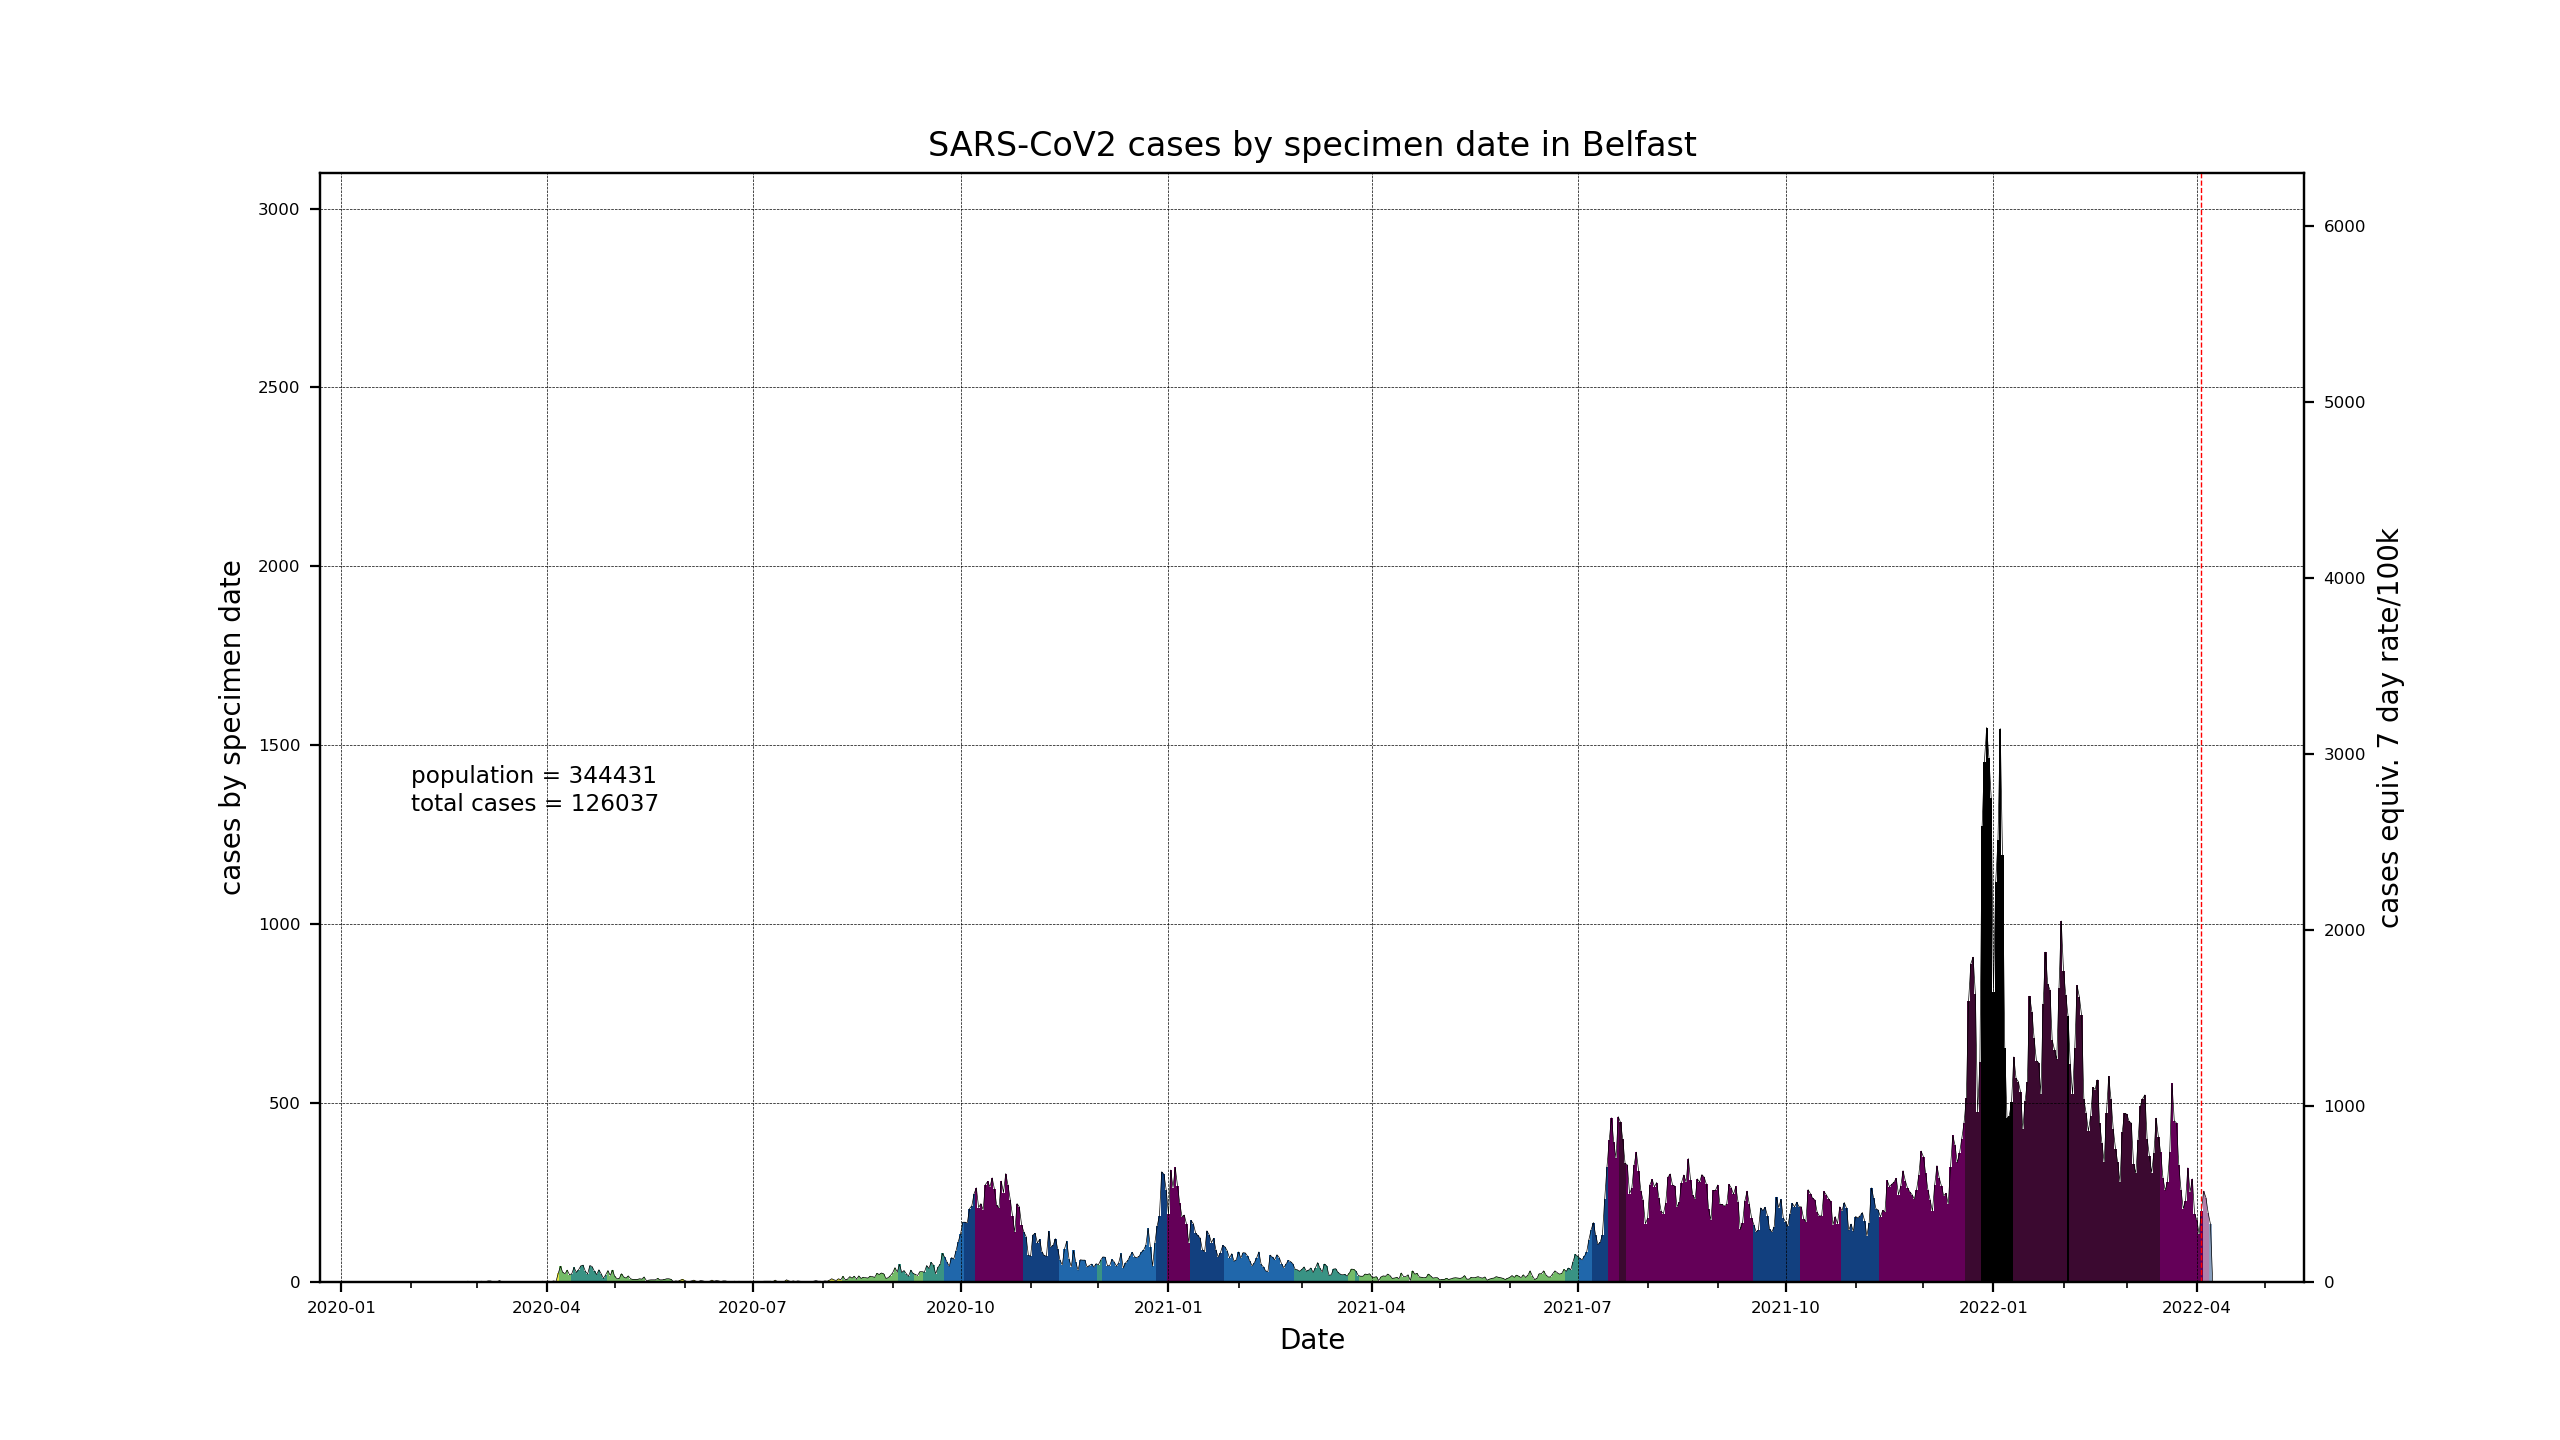 SARS-CoV2 cases by specimen date in Belfast
cases by specimen date
3000
2500
2000
1500
1000
500
0
population = 344431
total cases = 126037
6000
5000
4000
3000
2000
1000
0
cases equiv. 7 day rate/100k
2020-01 2020-04 2020-07 2020-10 2021-01 2021-04 2021-07 2021-10 2022-01 2022-04
Date